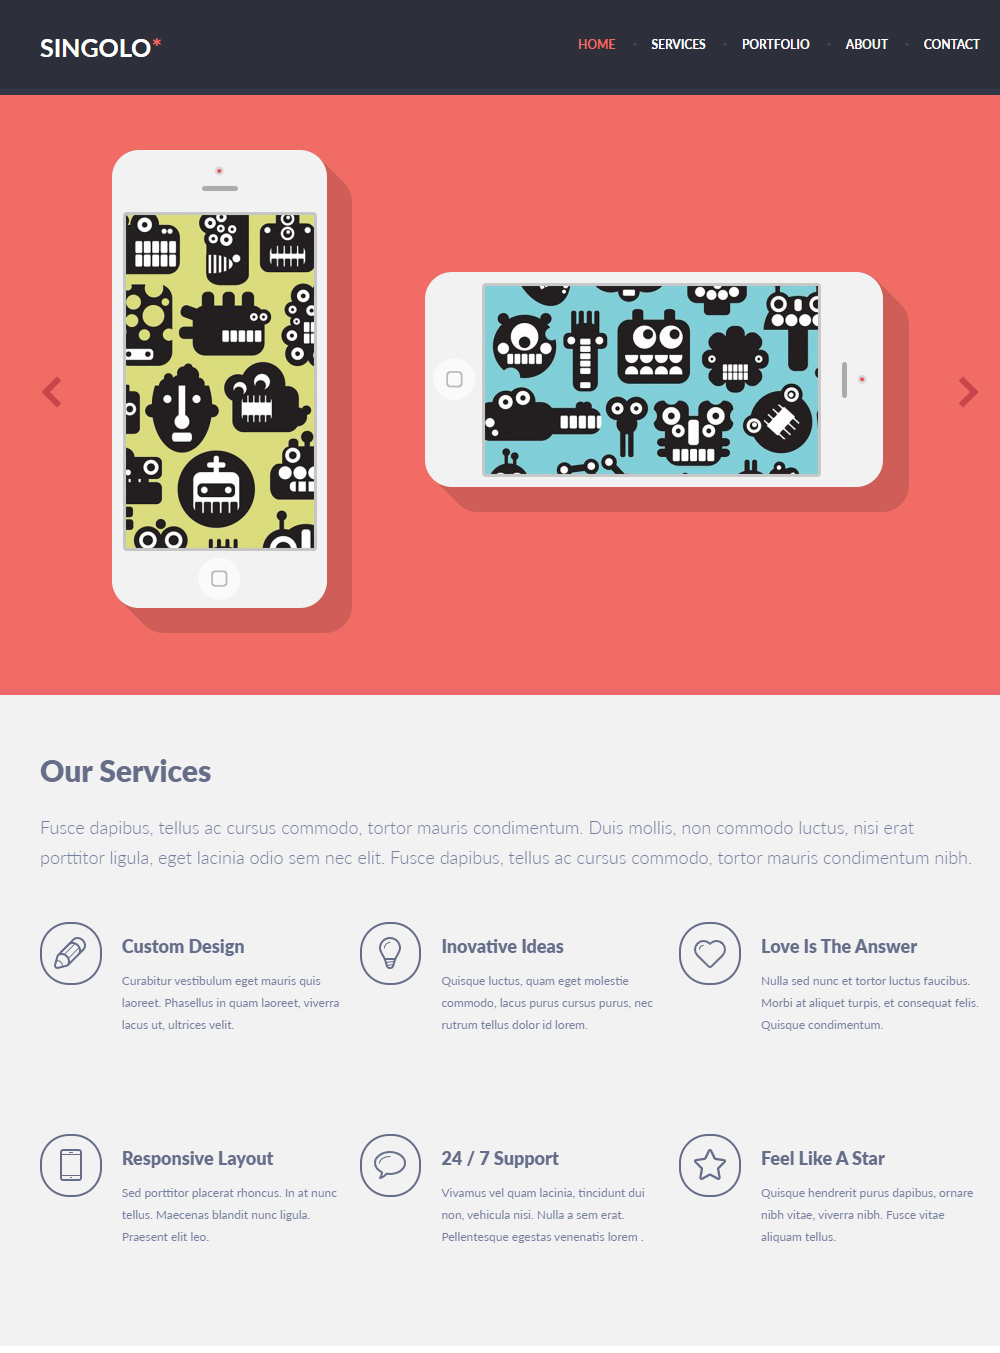 SINGOLO*
HOME
SERVICES
PORTFOLIO
ABOUT
CONTACT
Our Services
Fusce dapibus, tellus ac cursus commodo, tortor mauris condimentum. Duis mollis, non commodo luctus, nisi erat
porttitor ligula, eget lacinia odio sem nec elit. Fusce dapibus, tellus ac cursus commodo, tortor mauris condimentum nibh.
Custom Design
Curabitur vestibulum eget mauris quis
laoreet. Phasellus in quam laoreet, viverra
lacus ut, ultrices velit.
Inovative Ideas
Quisque luctus, quam eget molestie
commodo, lacus purus cursus purus, nec
rutrum tellus dolor id lorem.
Love Is The Answer
Nulla sed nunc et tortor luctus faucibus.
Morbi at aliquet turpis, et consequat felis.
Quisque condimentum.
Responsive Layout
Sed porttitor placerat rhoncus. In at nunc
tellus. Maecenas blandit nunc ligula.
Praesent elit leo.
24 / 7 Support
Vivamus vel quam lacinia, tincidunt dui
non, vehicula nisi. Nulla a sem erat.
Pellentesque egestas venenatis lorem .
Feel Like A Star
Quisque hendrerit purus dapibus, ornare
nibh vitae, viverra nibh. Fusce vitae
aliquam tellus.